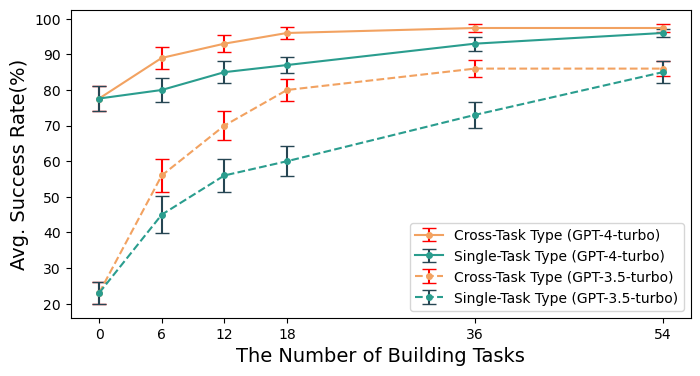 100
90
80
70
60
50
40
30
20
Avg. Success Rate(%)
Cross-Task Type (GPT-4-turbo)
Single-Task Type (GPT-4-turbo)
Cross-Task Type (GPT-3.5-turbo)
Single-Task Type (GPT-3.5-turbo)
0 6 12 18 36 54
The Number of Building Tasks